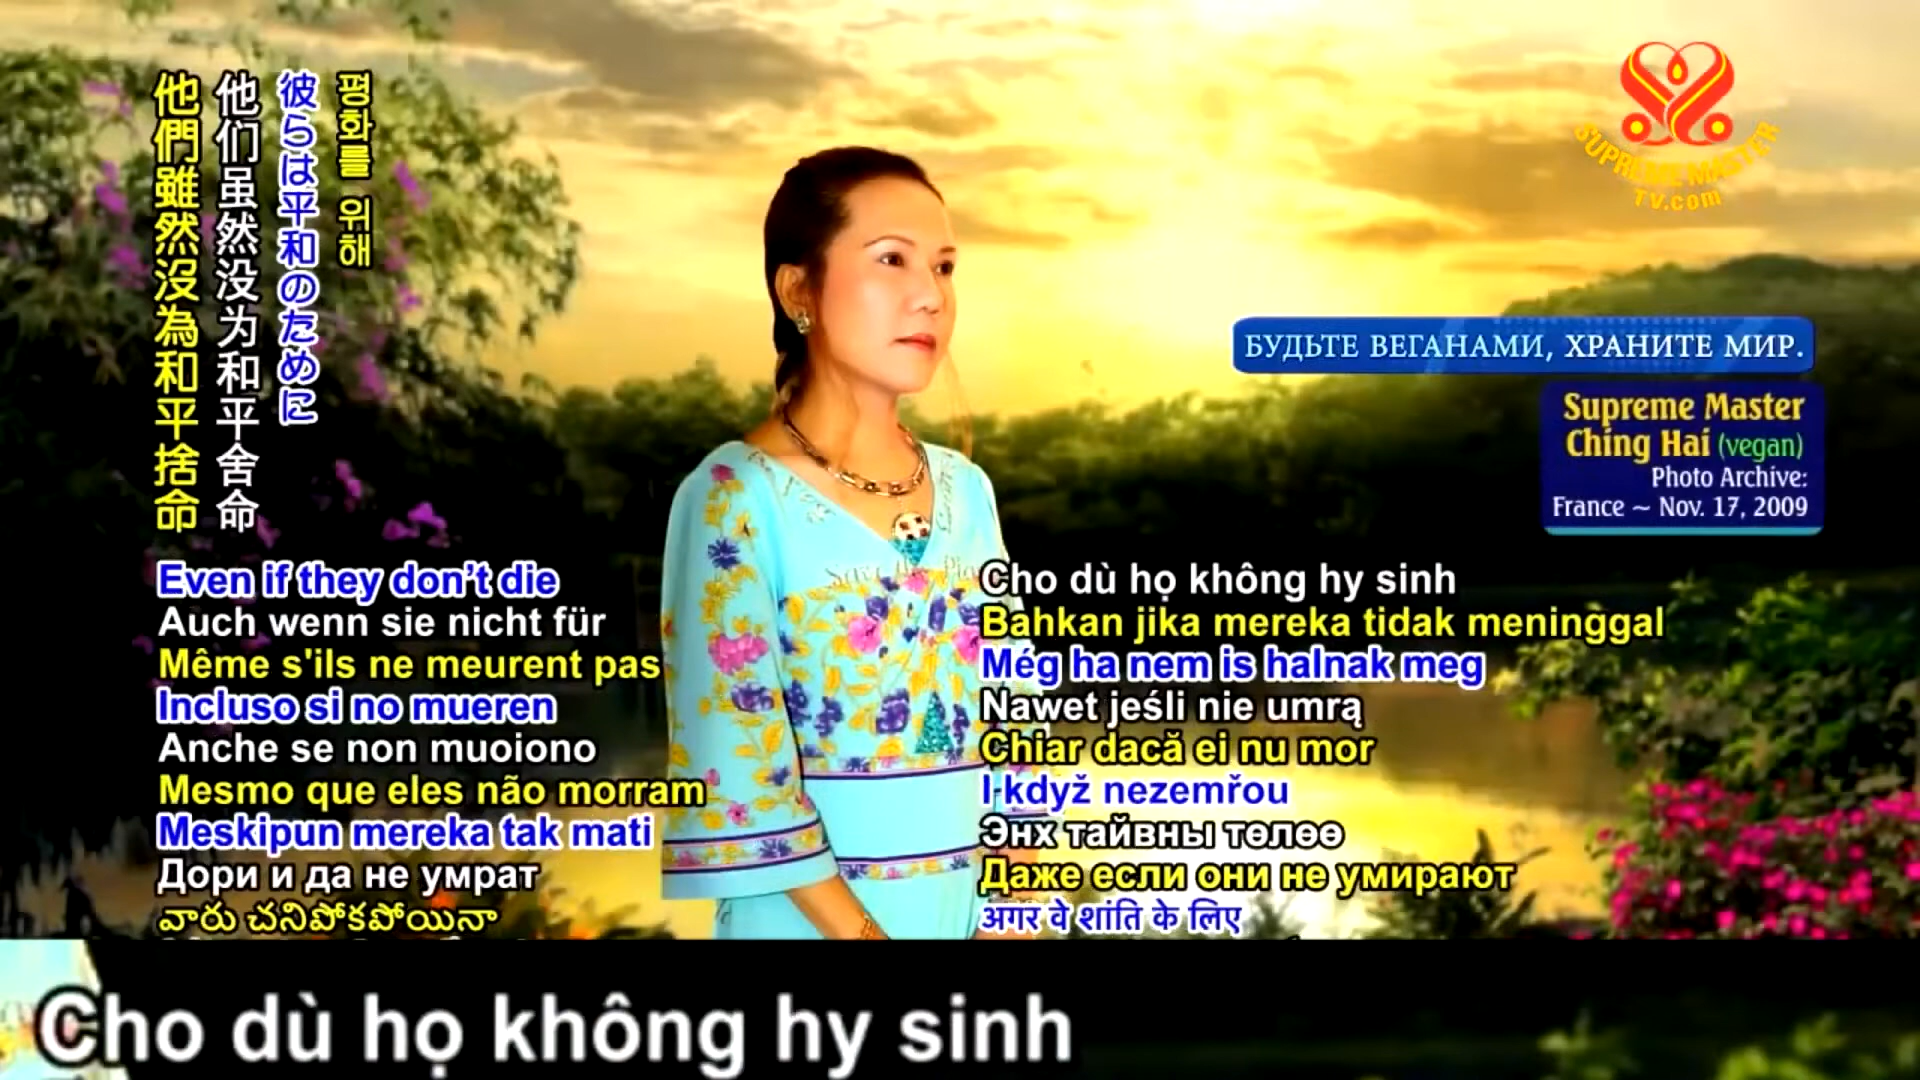 他們雖然沒為和平捨命
他们虽然没为和平舍命
彼らは平和のために
평화를 위해
SUPREME MASTER
TV.com
БУДЬТЕ ВЕГАНАМИ, ХРАНИТЕ МИР.
Supreme Master
Ching Hai (vegan)
Photo Archive:
France ~ Nov. 17, 2009
Even if they don't die
Auch wenn sie nicht für
Même s'ils ne meurent pas
Incluso si no mueren
Anche se non muoiono
Mesmo que eles não morram
Meskipun mereka tak mati
Дори и да не умрат
వారు చనిపోకపోయినా
Cho dù họ không hy sinh
Bahkan jika mereka tidak meninggal
Még ha nem is halnak meg
Nawet jeśli nie umrą
Chiar dacă ei nu mor
I když nezemřou
Энх тайвны төлөө
Даже если они не умирают
अगर वे शांति के लिए
Cho dù họ không hy sinh